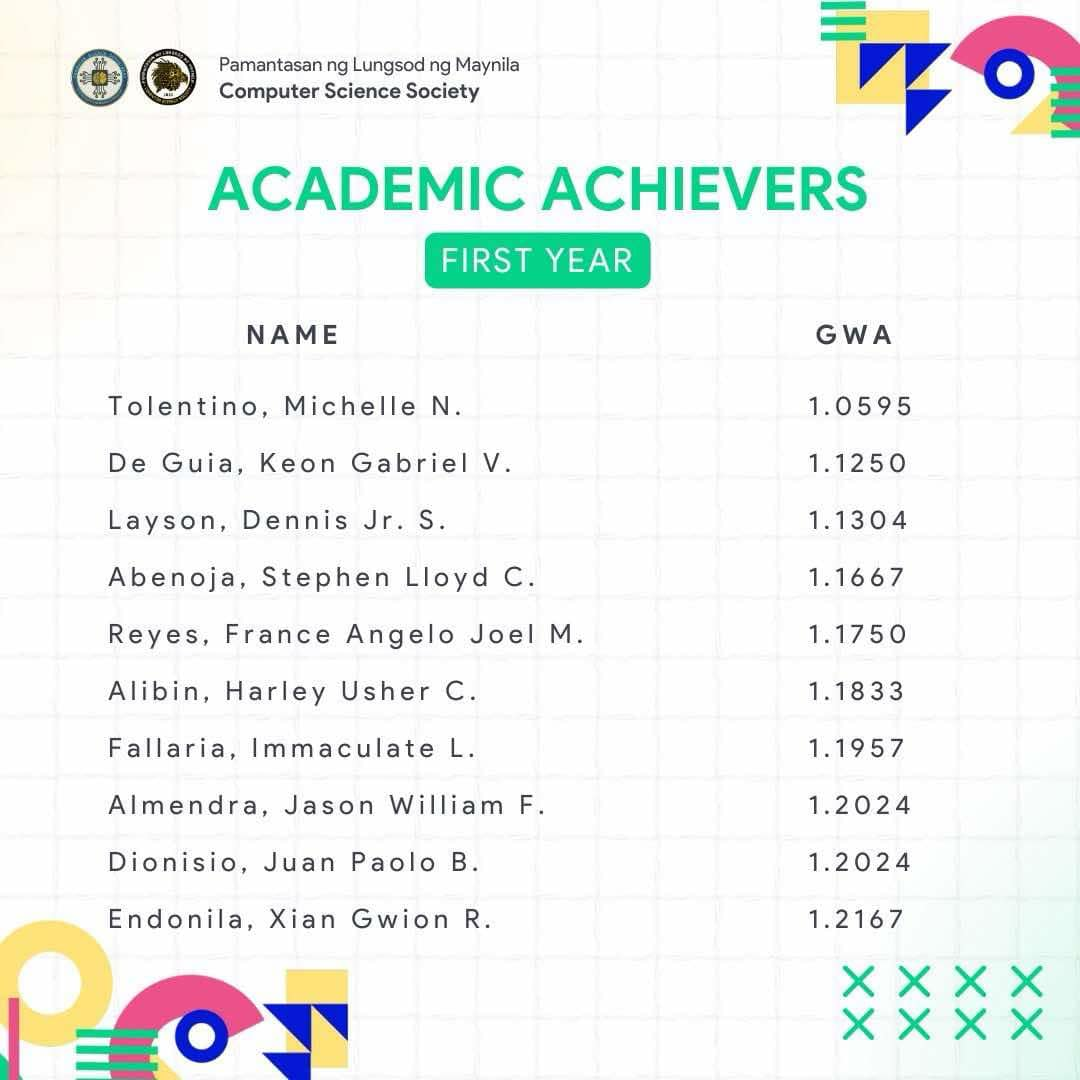 Pamantasan ng Lungsod ng Maynila
Computer Science Society
ACADEMIC ACHIEVERS
FIRST YEAR
NAME GWA
Tolentino, Michelle N. 1.0595
De Guia, Keon Gabriel V. 1.1250
Layson, Dennis Jr. S. 1.1304
Abenoja, Stephen Lloyd C. 1.1667
Reyes, France Angelo Joel M. 1.1750
Alibin, Harley Usher C. 1.1833
Fallaria, Immaculate L. 1.1957
Almendra, Jason William F. 1.2024
Dionisio, Juan Paolo B. 1.2024
Endonila, Xian Gwion R. 1.2167